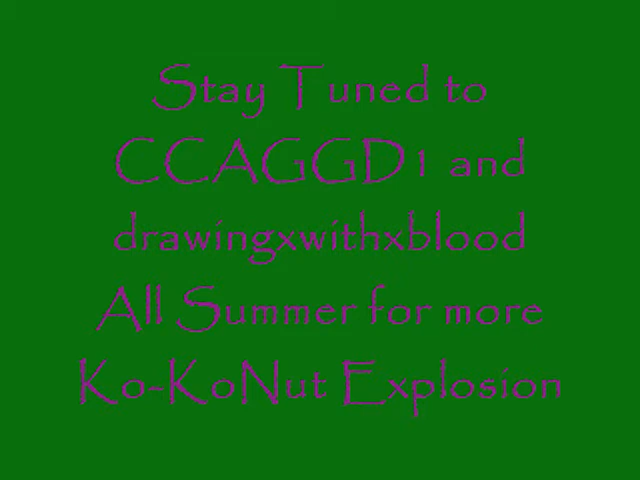 Stay Tuned to
CCAGGD1 and
drawingxwithxblood
All Summer for more
Ko-KoNut Explosion